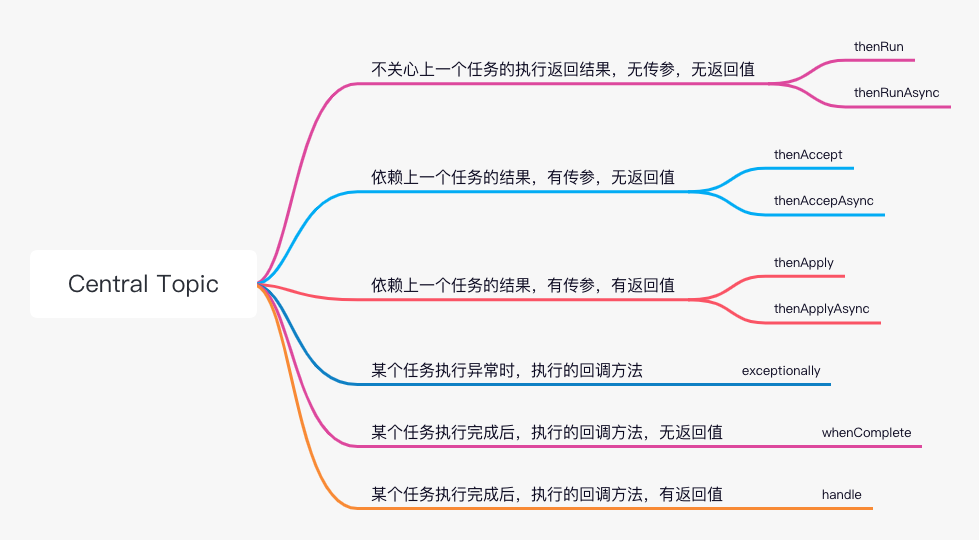 Central Topic
不关心上一个任务的执行返回结果，无传参，无返回值
thenRun
thenRunAsync
依赖上一个任务的结果，有传参，无返回值
thenAccept
thenAccepAsync
依赖上一个任务的结果，有传参，有返回值
thenApply
thenApplyAsync
某个任务执行异常时，执行的回调方法
exceptionally
某个任务执行完成后，执行的回调方法，无返回值
whenComplete
某个任务执行完成后，执行的回调方法，有返回值
handle